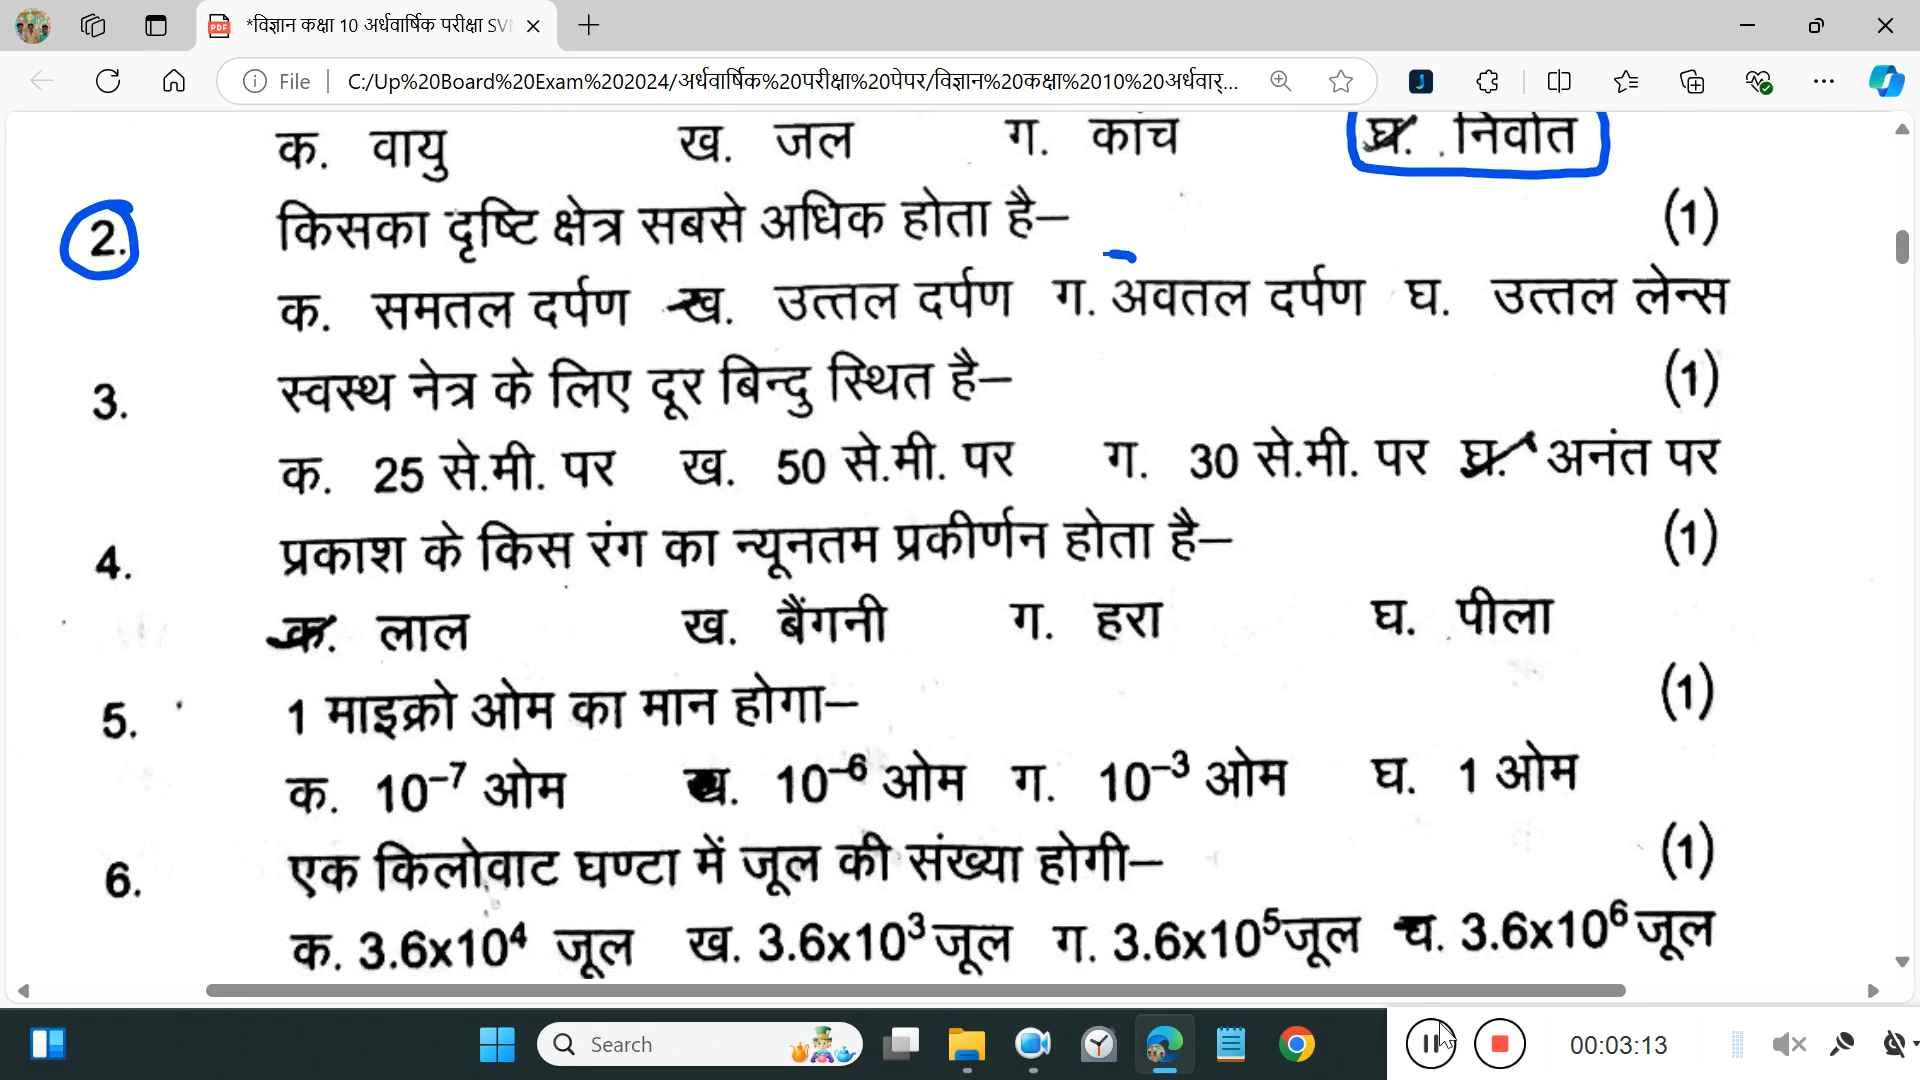 *विज्ञान कक्षा 10 अर्धवार्षिक परीक्षा SV
File
C:/Up%20Board%20Exam%202024/अर्धवार्षिक%20परीक्षा%20पेपर/विज्ञान%20कक्षा%2010%20अर्धवार्...
क. वायु ख. जल ग. कांच घ. निर्वात
2. किसका दृष्टि क्षेत्र सबसे अधिक होता है– (1)
क. समतल दर्पण ख. उत्तल दर्पण ग. अवतल दर्पण घ. उत्तल लेन्स
3. स्वस्थ नेत्र के लिए दूर बिन्दु स्थित है– (1)
क. 25 से.मी. पर ख. 50 से.मी. पर ग. 30 से.मी. पर घ. अनंत पर
4. प्रकाश के किस रंग का न्यूनतम प्रकीर्णन होता है– (1)
क. लाल ख. बैंगनी ग. हरा घ. पीला
5. 1 माइक्रो ओम का मान होगा– (1)
क. 10⁻⁷ ओम ख. 10⁻⁶ ओम ग. 10⁻³ ओम घ. 1 ओम
6. एक किलोवाट घण्टा में जूल की संख्या होगी– (1)
क. 3.6x10⁴ जूल ख. 3.6x10³ जूल ग. 3.6x10⁵ जूल घ. 3.6x10⁶ जूल
Search
00:03:13